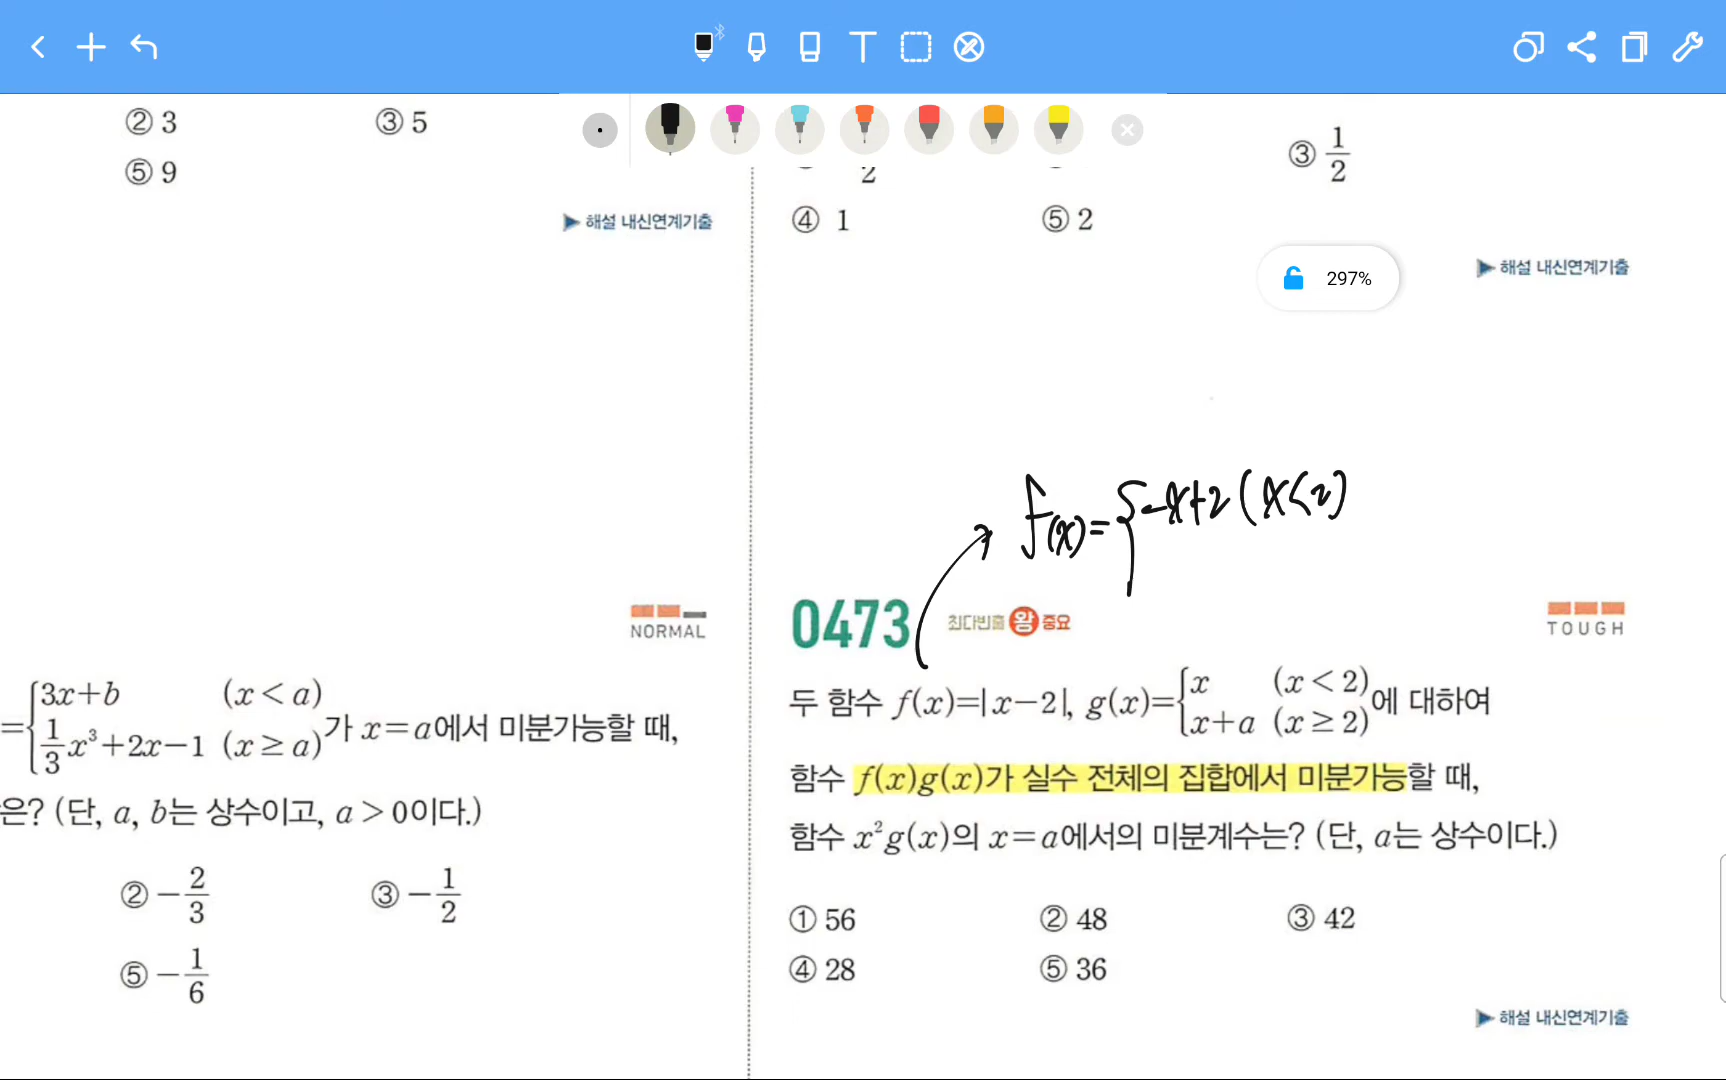 ② 3 ③ 5
⑤ 9
▶ 해설 내신연계기출
2 ③ 1/2
④ 1 ⑤ 2
▶ 해설 내신연계기출
297%
f(x)={-x+2 (x<2)
NORMAL
={3x+b (x<a)
1/3x³+2x-1 (x≥a) 가 x=a에서 미분가능할 때,
은? (단, a, b는 상수이고, a>0이다.)
② -2/3 ③ -1/2
⑤ -1/6
0473 최다빈출 왕 중요
TOUGH
두 함수 f(x)=|x-2|, g(x)={x (x<2)
x+a (x≥2) 에 대하여
함수 f(x)g(x)가 실수 전체의 집합에서 미분가능할 때,
함수 x²g(x)의 x=a에서의 미분계수는? (단, a는 상수이다.)
① 56 ② 48 ③ 42
④ 28 ⑤ 36
▶ 해설 내신연계기출